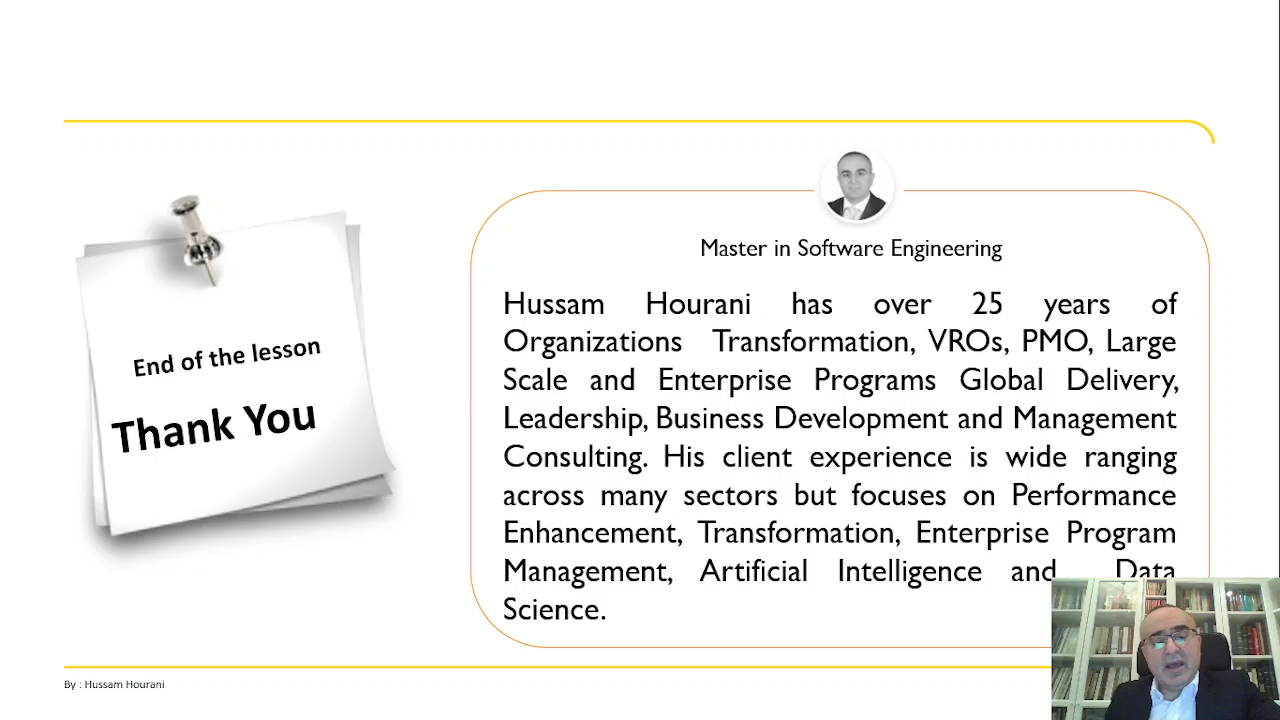 End of the lesson
Thank You
Master in Software Engineering
Hussam Hourani has over 25 years of
Organizations Transformation, VROs, PMO, Large
Scale and Enterprise Programs Global Delivery,
Leadership, Business Development and Management
Consulting. His client experience is wide ranging
across many sectors but focuses on Performance
Enhancement, Transformation, Enterprise Program
Management, Artificial Intelligence and Data
Science.
By : Hussam Hourani